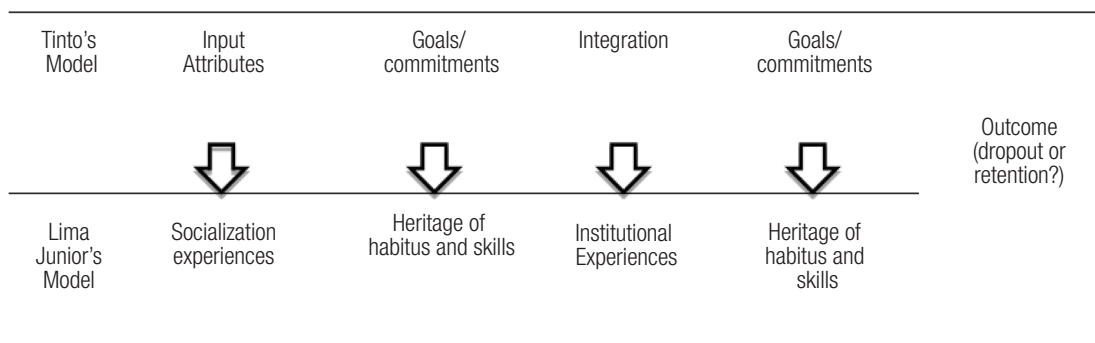 Tinto's
Model
Input
Attributes
Goals/
commitments
Integration
Goals/
commitments
Outcome
(dropout or
retention?)
Lima
Junior's
Model
Socialization
experiences
Heritage of
habitus and skills
Institutional
Experiences
Heritage of
habitus and
skills